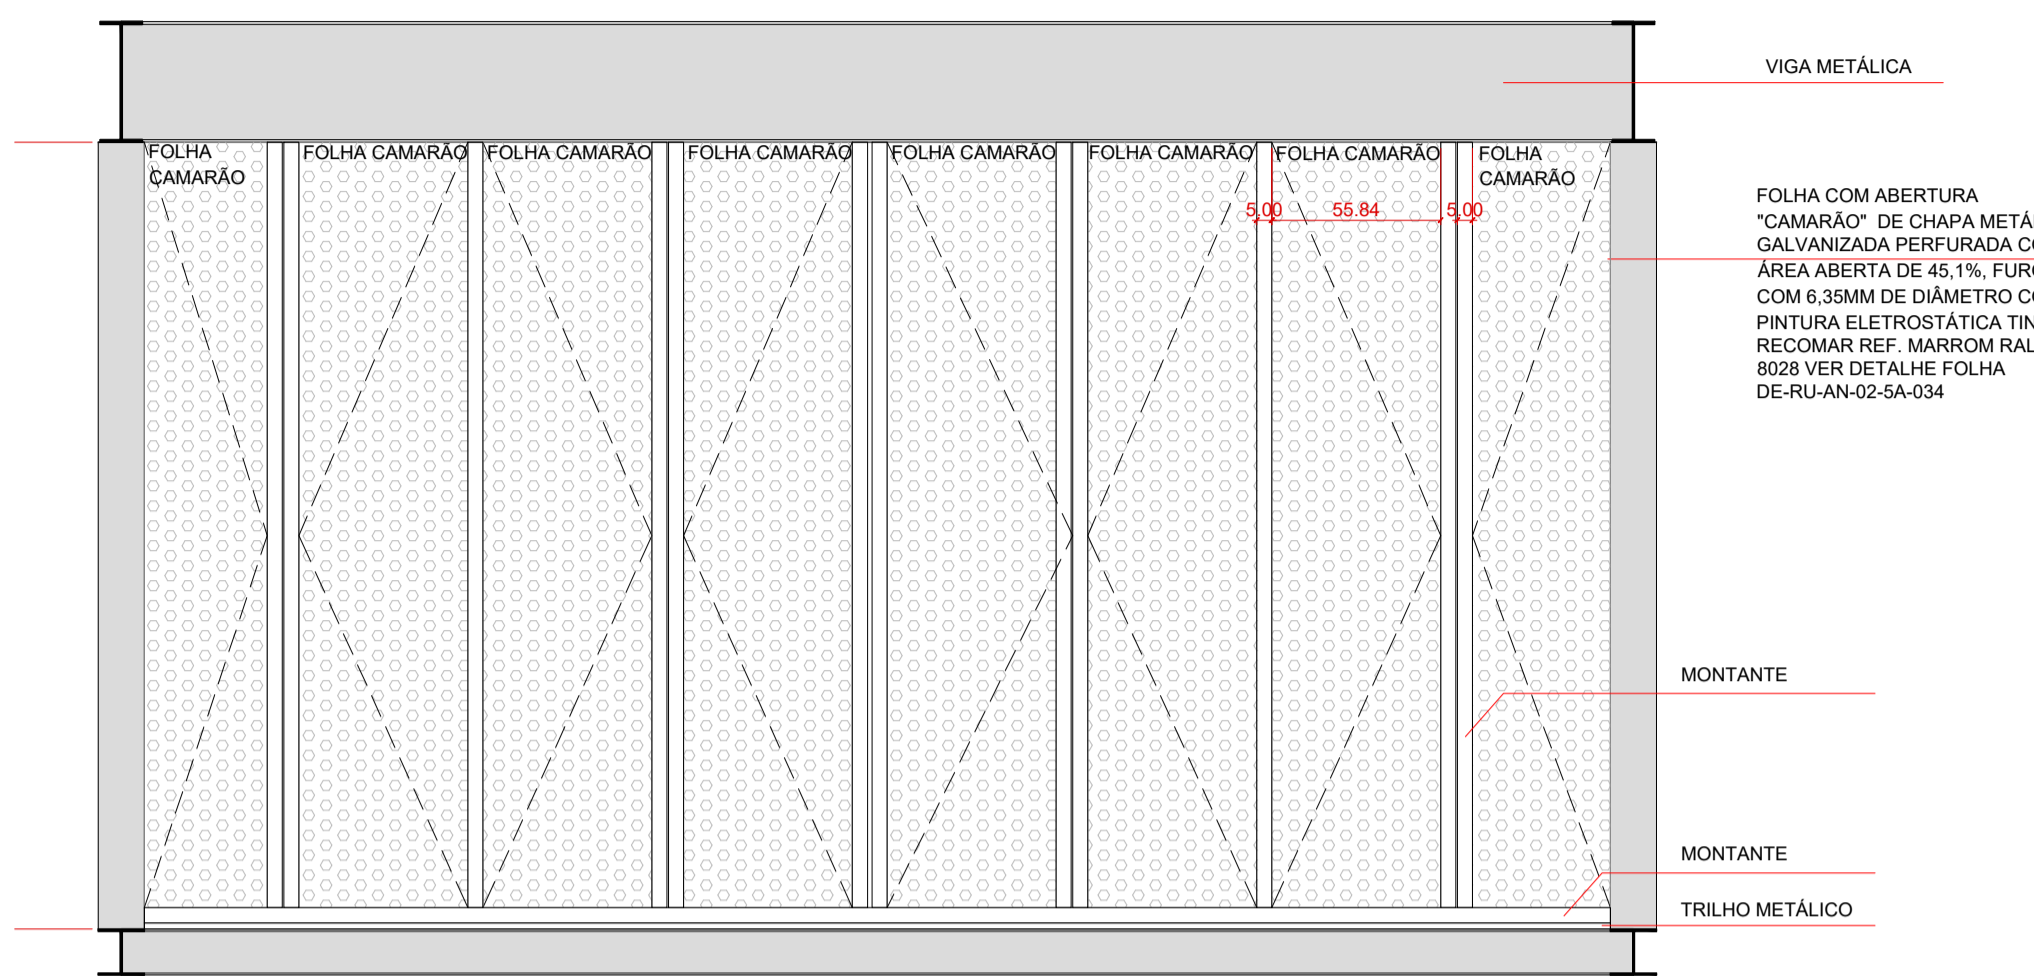 VIGA METÁLICA
FOLHA
CAMARÃO
FOLHA CAMARÃO
FOLHA CAMARÃO
FOLHA CAMARÃO
FOLHA CAMARÃO
FOLHA CAMARÃO
FOLHA CAMARÃO
FOLHA
CAMARÃO
5.00
55.84
5.00
FOLHA COM ABERTURA
"CAMARÃO" DE CHAPA
GALVANIZADA PERFURADA
ÁREA ABERTA DE 45,1%,
COM 6,35MM DE DIÂMETRO
PINTURA ELETROSTÁTICA
RECOMAR REF. MARROM RAL
8028 VER DETALHE FOLHA
DE-RU-AN-02-5A-034
MONTANTE
MONTANTE
TRILHO METÁLICO